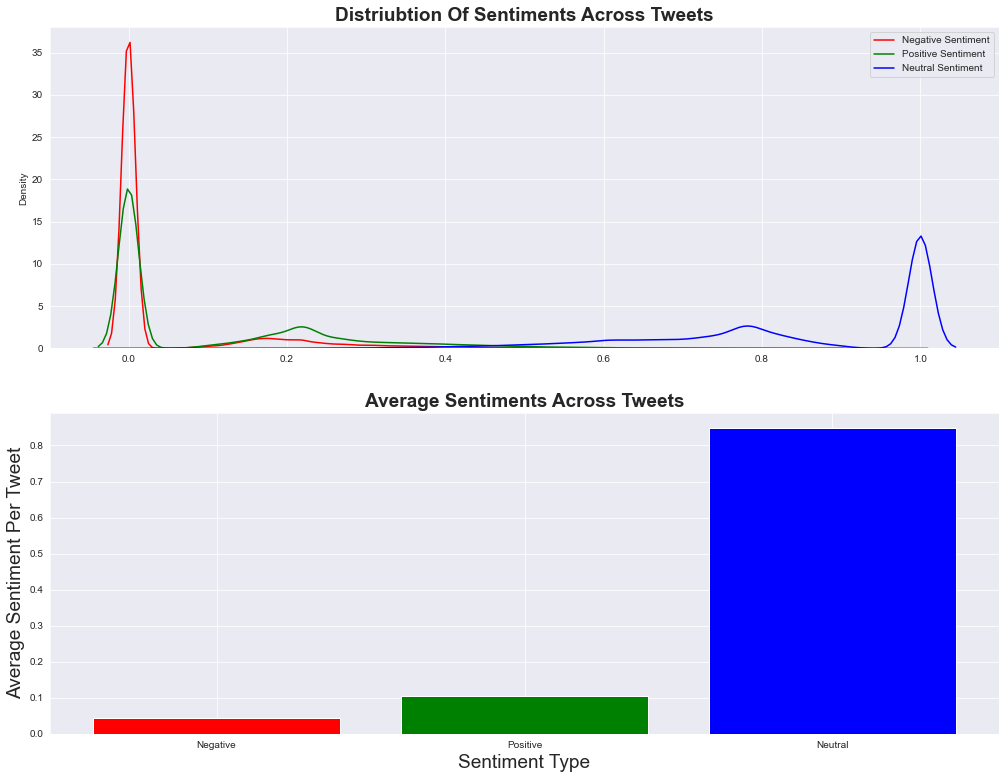 Distriubtion Of Sentiments Across Tweets
Negative Sentiment
Positive Sentiment
Neutral Sentiment
Density
35
30
25
20
15
10
5
0
0.0 0.2 0.4 0.6 0.8 1.0
Average Sentiments Across Tweets
Average Sentiment Per Tweet
0.8
0.7
0.6
0.5
0.4
0.3
0.2
0.1
0.0
Negative Positive Neutral
Sentiment Type